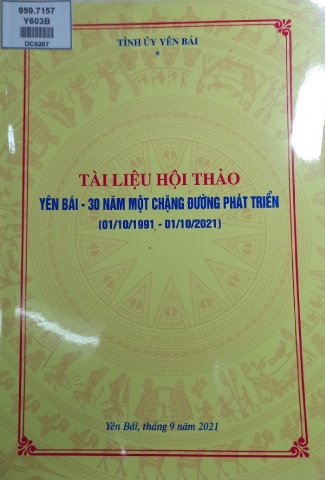 959.7157
Y603B
DC6207
TỈNH ỦY YÊN BÁI
*
TÀI LIỆU HỘI THẢO
YÊN BÁI - 30 NĂM MỘT CHẶNG ĐƯỜNG PHÁT TRIỂN
(01/10/1991 - 01/10/2021)
Yên Bái, tháng 9 năm 2021